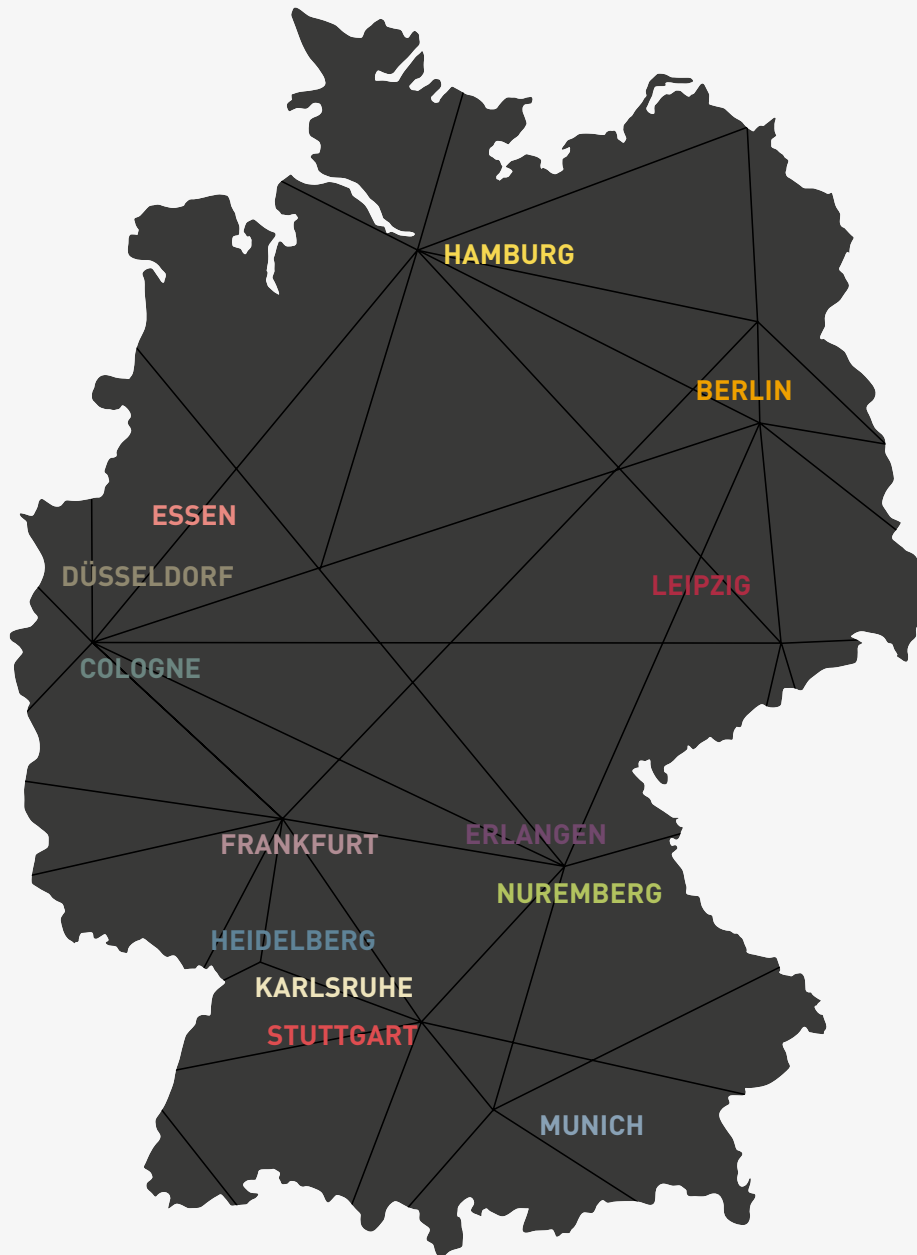 HAMBURG
BERLIN
ESSEN
DÜSSELDORF
LEIPZIG
COLOGNE
ERLANGEN
FRANKFURT
NUREMBERG
HEIDELBERG
KARLSRUHE
STUTTGART
MUNICH